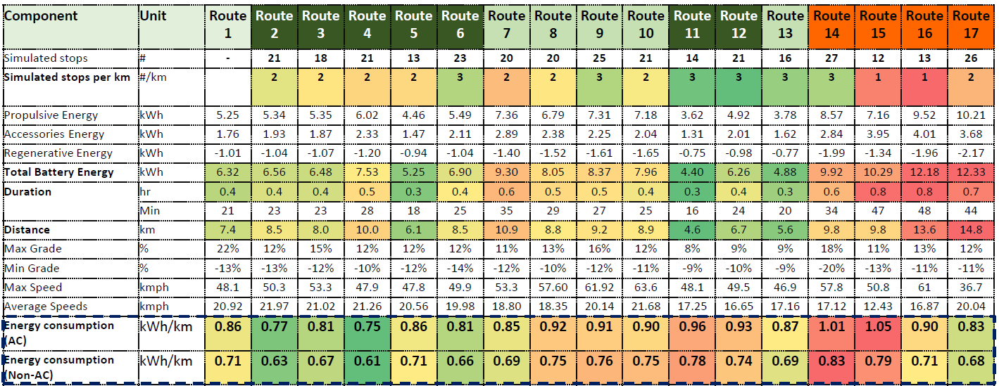 Component Unit Route 1 Route 2 Route 3 Route 4 Route 5 Route 6 Route 7 Route 8 Route 9 Route 10 Route 11 Route 12 Route 13 Route 14 Route 15 Route 16 Route 17
Simulated stops # - 21 18 21 13 23 20 20 25 21 14 21 16 27 12 13 26
Simulated stops per km #/km 2 2 2 2 3 2 2 3 2 3 3 3 3 1 1 2
Propulsive Energy kWh 5.25 5.34 5.35 6.02 4.46 5.49 7.36 6.79 7.31 7.18 3.62 4.92 3.78 8.57 7.16 9.52 10.21
Accessories Energy kWh 1.76 1.93 1.87 2.33 1.47 2.11 2.89 2.38 2.25 2.04 1.31 2.01 1.62 2.84 3.95 4.01 3.68
Regenerative Energy kWh -1.01 -1.04 -1.07 -1.20 -0.94 -1.04 -1.40 -1.52 -1.61 -1.65 -0.75 -0.98 -0.77 -1.99 -1.34 -1.96 -2.17
Total Battery Energy kWh 6.32 6.56 6.48 7.53 5.25 6.90 9.30 8.05 8.37 7.96 4.40 6.26 4.88 9.92 10.29 12.18 12.33
Duration hr 0.4 0.4 0.4 0.5 0.3 0.4 0.6 0.5 0.5 0.4 0.3 0.4 0.3 0.6 0.8 0.8 0.7
Min 21 23 23 28 18 25 35 29 27 25 16 24 20 34 47 48 44
Distance km 7.4 8.5 8.0 10.0 6.1 8.5 10.9 8.8 9.2 8.9 4.6 6.7 5.6 9.8 9.8 13.6 14.8
Max Grade % 22% 12% 15% 12% 12% 12% 11% 13% 16% 12% 8% 9% 9% 18% 11% 13% 12%
Min Grade % -13% -13% -12% -10% -12% -14% -12% -10% -12% -11% -9% -10% -9% -20% -13% -11% -11%
Max Speed kmph 48.1 50.3 53.3 47.9 47.8 49.9 53.3 57.60 61.92 63.6 48.1 49.5 46.9 57.8 50.8 61 36.7
Average Speeds kmph 20.92 21.97 21.02 21.26 20.56 19.98 18.80 18.35 20.14 21.68 17.25 16.65 17.16 17.12 12.43 16.87 20.04
Energy consumption (AC) kWh/km 0.86 0.77 0.81 0.75 0.86 0.81 0.85 0.92 0.91 0.90 0.96 0.93 0.87 1.01 1.05 0.90 0.83
Energy consumption (Non-AC) kWh/km 0.71 0.63 0.67 0.61 0.71 0.66 0.69 0.75 0.76 0.75 0.78 0.74 0.69 0.83 0.79 0.71 0.68